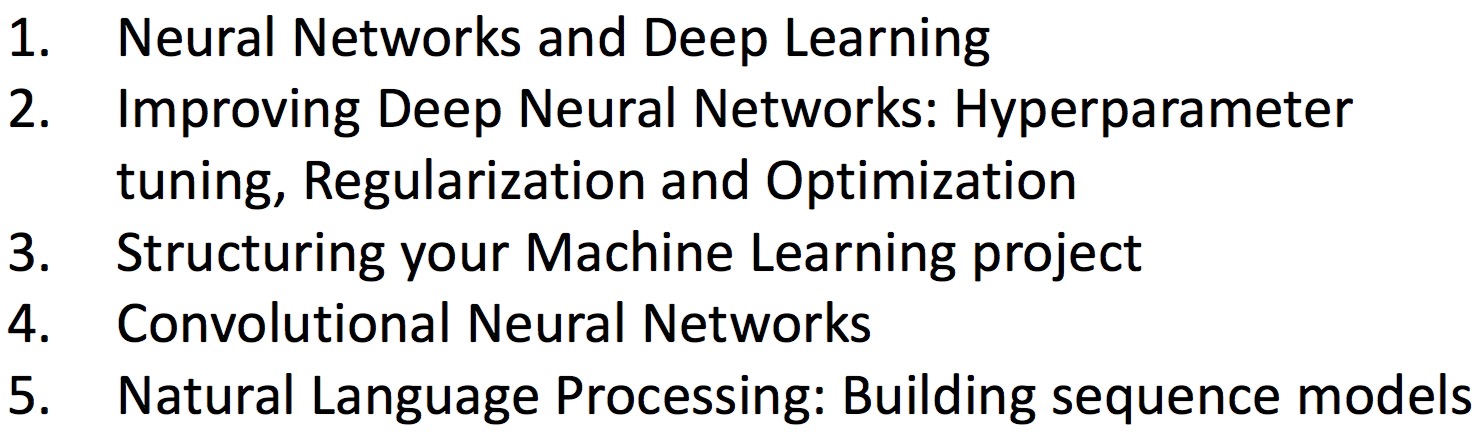 1. Neural Networks and Deep Learning
2. Improving Deep Neural Networks: Hyperparameter
tuning, Regularization and Optimization
3. Structuring your Machine Learning project
4. Convolutional Neural Networks
5. Natural Language Processing: Building sequence models